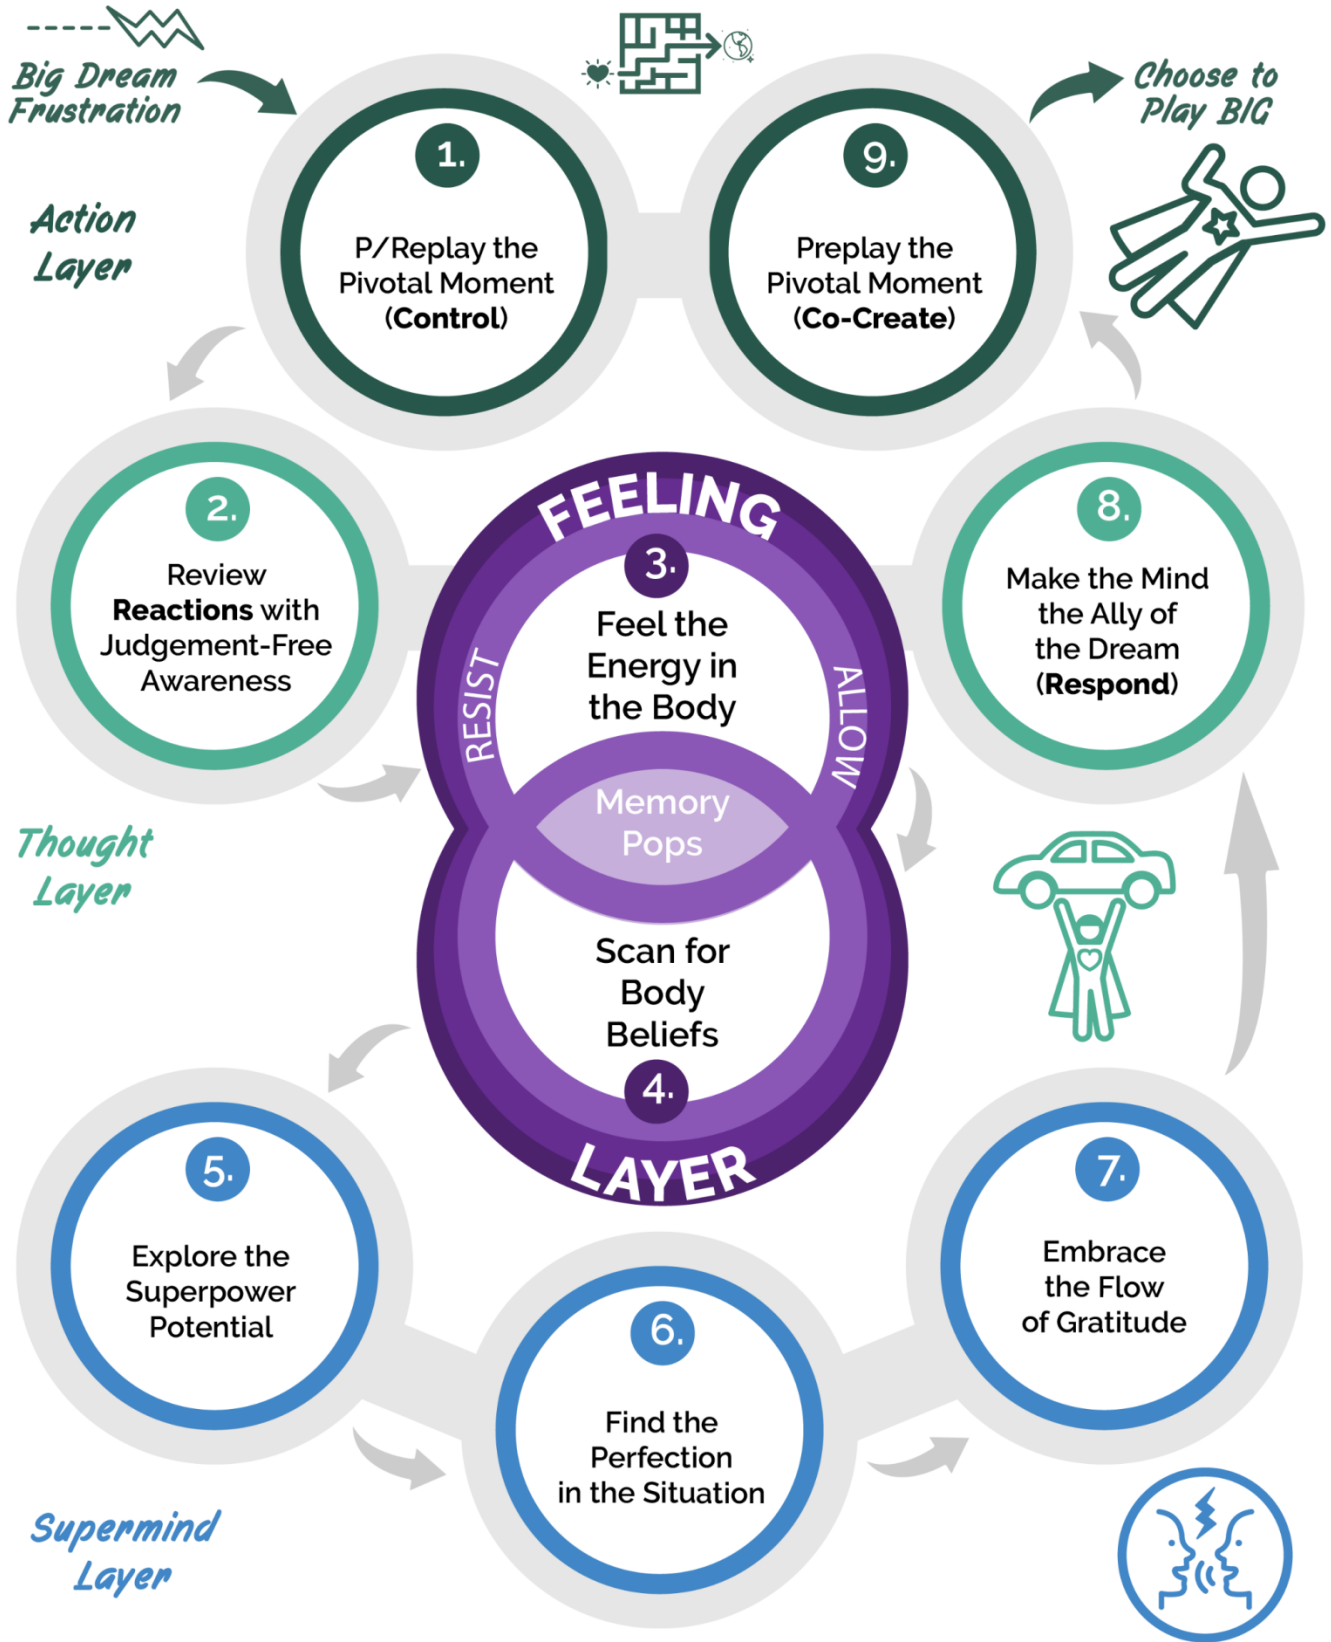 Big Dream
Frustration
Choose to
Play BIG
Action
Layer
1.
P/Replay the
Pivotal Moment
(Control)
9.
Preplay the
Pivotal Moment
(Co-Create)
2.
Review
Reactions with
Judgement-Free
Awareness
FEELING
3.
Feel the
Energy in
the Body
RESIST
ALLOW
Memory
Pops
Scan for
Body
Beliefs
4.
LAYER
8.
Make the Mind
the Ally of
the Dream
(Respond)
Thought
Layer
5.
Explore the
Superpower
Potential
6.
Find the
Perfection
in the Situation
7.
Embrace
the Flow
of Gratitude
Supermind
Layer